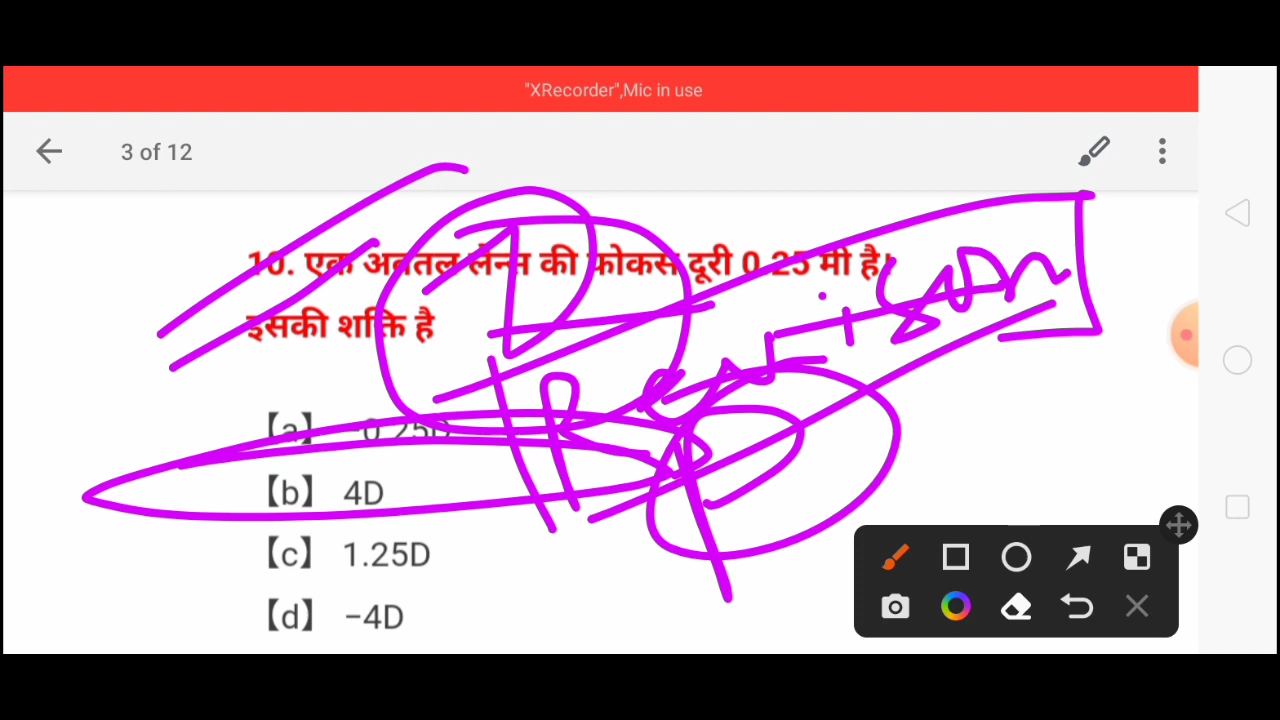 "XRecorder",Mic in use
3 of 12
10. एक अवतल लेन्स की फोकस दूरी 0.25 मी है।
इसकी शक्ति है
【a】 -0.25D
【b】 4D
【c】 1.25D
【d】 −4D